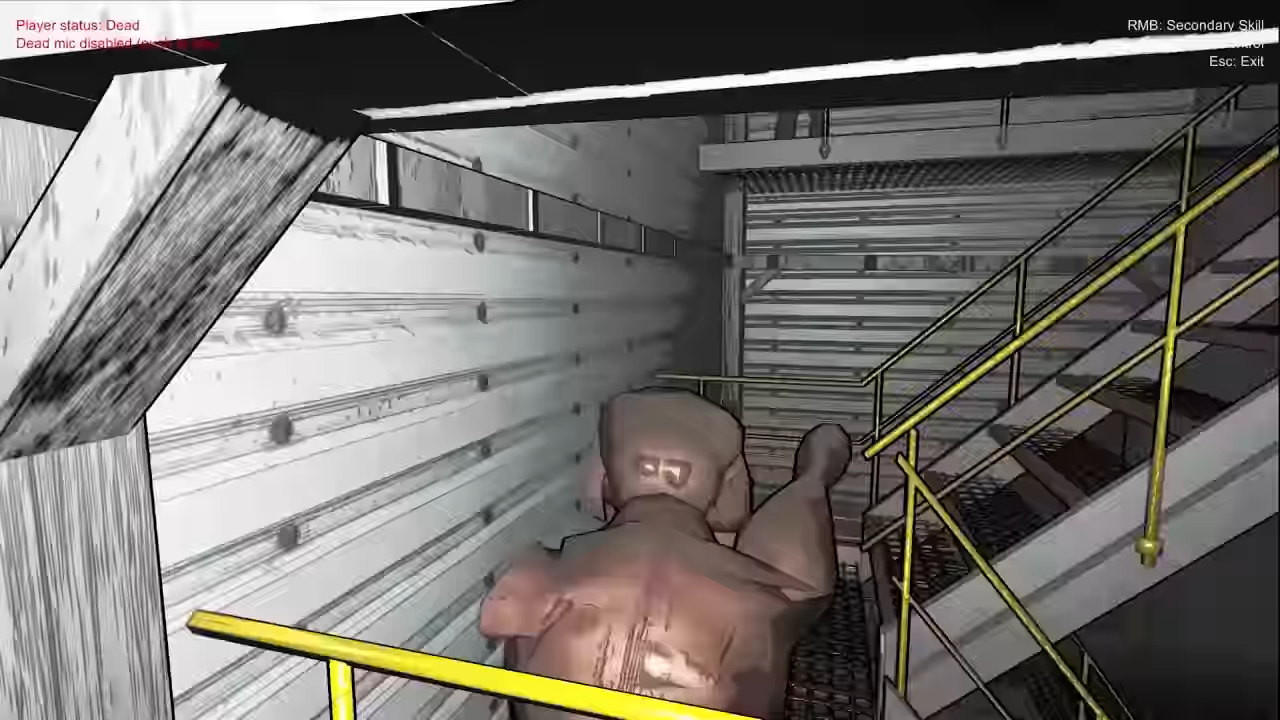 Player status: Dead
Dead mic disabled
RMB: Secondary Skill
Esc: Exit